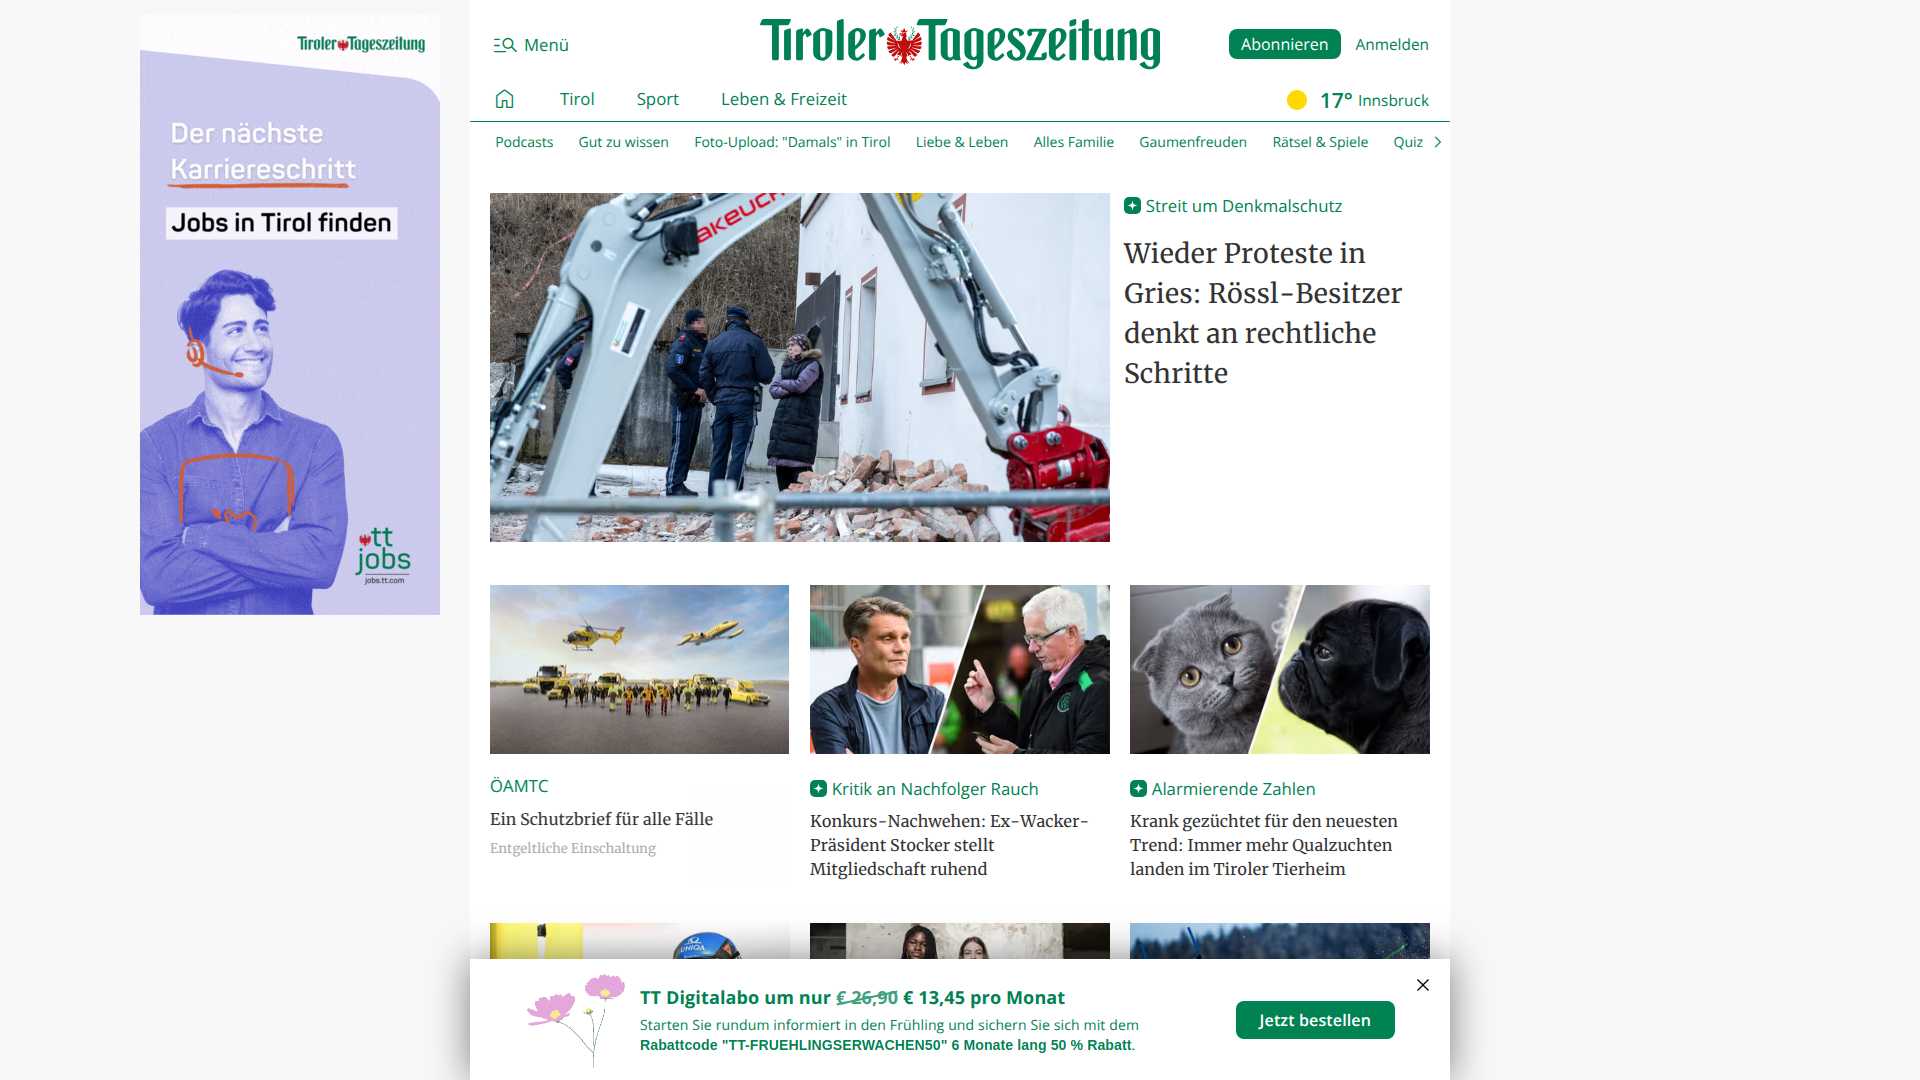 Tiroler Tageszeitung
Der nächste
Karriereschritt
Jobs in Tirol finden
tt
jobs
jobs.tt.com
Menü
Tiroler Tageszeitung
Abonnieren
Anmelden
Tirol
Sport
Leben & Freizeit
17° Innsbruck
Podcasts
Gut zu wissen
Foto-Upload: "Damals" in Tirol
Liebe & Leben
Alles Familie
Gaumenfreuden
Rätsel & Spiele
Quiz
AKEUCH
Streit um Denkmalschutz
Wieder Proteste in
Gries: Rössl-Besitzer
denkt an rechtliche
Schritte
ÖAMTC
Ein Schutzbrief für alle Fälle
Entgeltliche Einschaltung
Kritik an Nachfolger Rauch
Konkurs-Nachwehen: Ex-Wacker-
Präsident Stocker stellt
Mitgliedschaft ruhend
Alarmierende Zahlen
Krank gezüchtet für den neuesten
Trend: Immer mehr Qualzuchten
landen im Tiroler Tierheim
UNIQA
TT Digitalabo um nur € 26,90 € 13,45 pro Monat
Starten Sie rundum informiert in den Frühling und sichern Sie sich mit dem
Rabattcode "TT-FRUEHLINGSERWACHEN50" 6 Monate lang 50 % Rabatt.
Jetzt bestellen